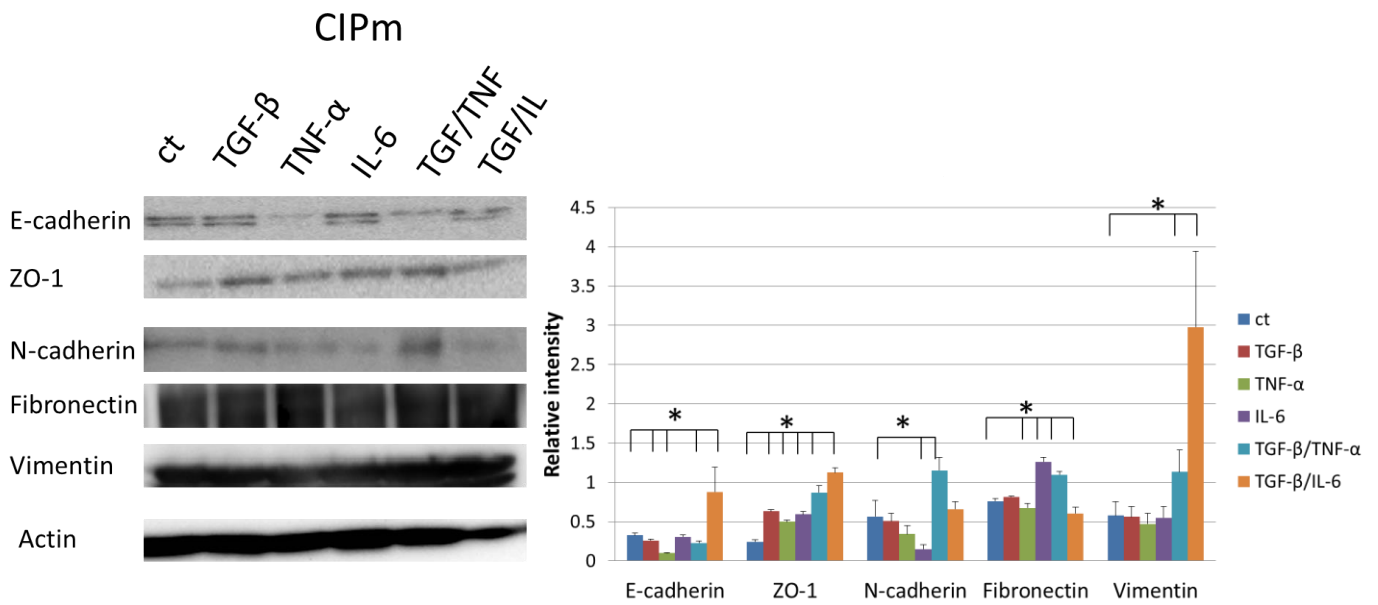 CIPm
ct TGF-β TNF-α IL-6 TGF/TNF TGF/IL
E-cadherin
ZO-1
N-cadherin
Fibronectin
Vimentin
Actin
Relative intensity
4.5
4
3.5
3
2.5
2
1.5
1
0.5
0
*
*
*
*
*
E-cadherin ZO-1 N-cadherin Fibronectin Vimentin
ct
TGF-β
TNF-α
IL-6
TGF-β/TNF-α
TGF-β/IL-6